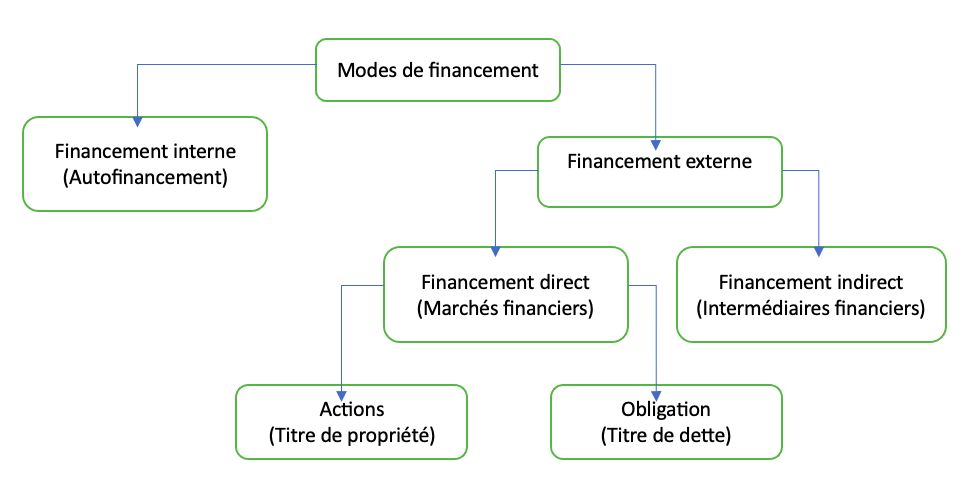 Modes de financement
Financement interne
(Autofinancement)
Financement externe
Financement direct
(Marchés financiers)
Financement indirect
(Intermédiaires financiers)
Actions
(Titre de propriété)
Obligation
(Titre de dette)